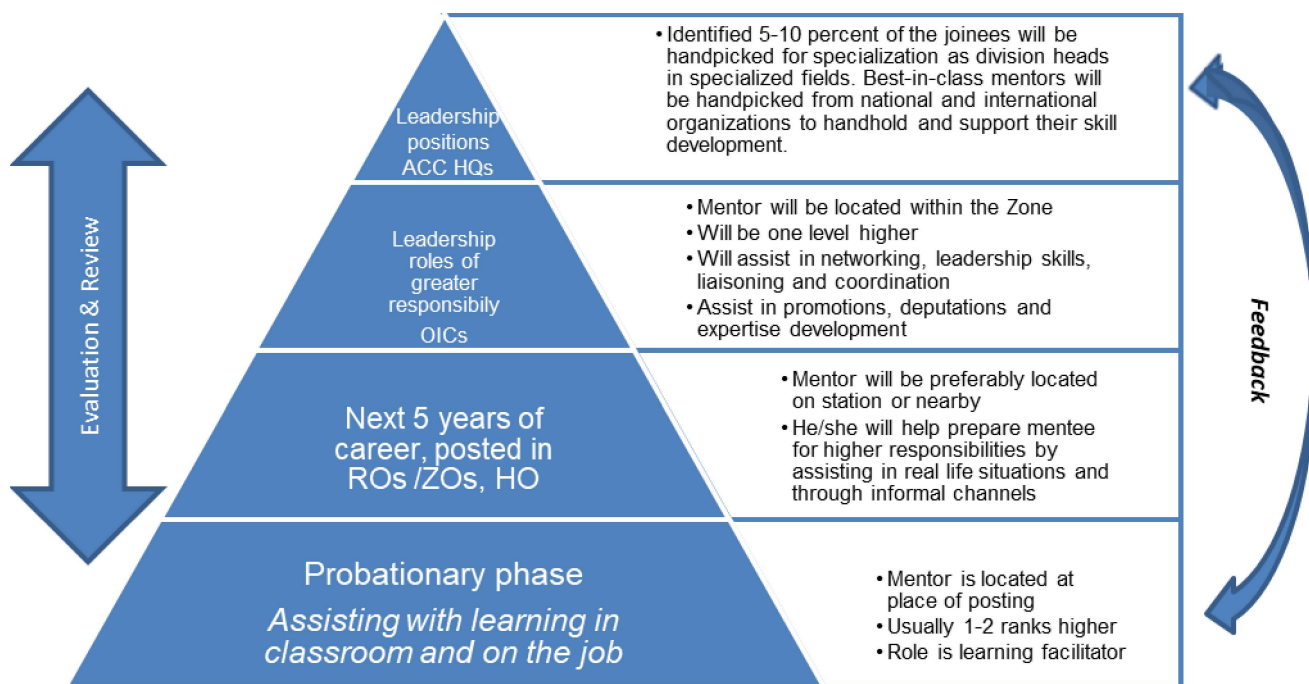 • Identified 5-10 percent of the joinees will be
handpicked for specialization as division heads
in specialized fields. Best-in-class mentors will
be handpicked from national and international
organizations to handhold and support their skill
development.
Leadership
positions
ACC HQs
• Mentor will be located within the Zone
• Will be one level higher
• Will assist in networking, leadership skills,
liaisoning and coordination
• Assist in promotions, deputations and
expertise development
Leadership
roles of
greater
responsibily
OICs
Evaluation & Review
Feedback
Next 5 years of
career, posted in
ROs /ZOs, HO
• Mentor will be preferably located
on station or nearby
• He/she will help prepare mentee
for higher responsibilities by
assisting in real life situations and
through informal channels
Probationary phase
Assisting with learning in
classroom and on the job
• Mentor is located at
place of posting
• Usually 1-2 ranks higher
• Role is learning facilitator